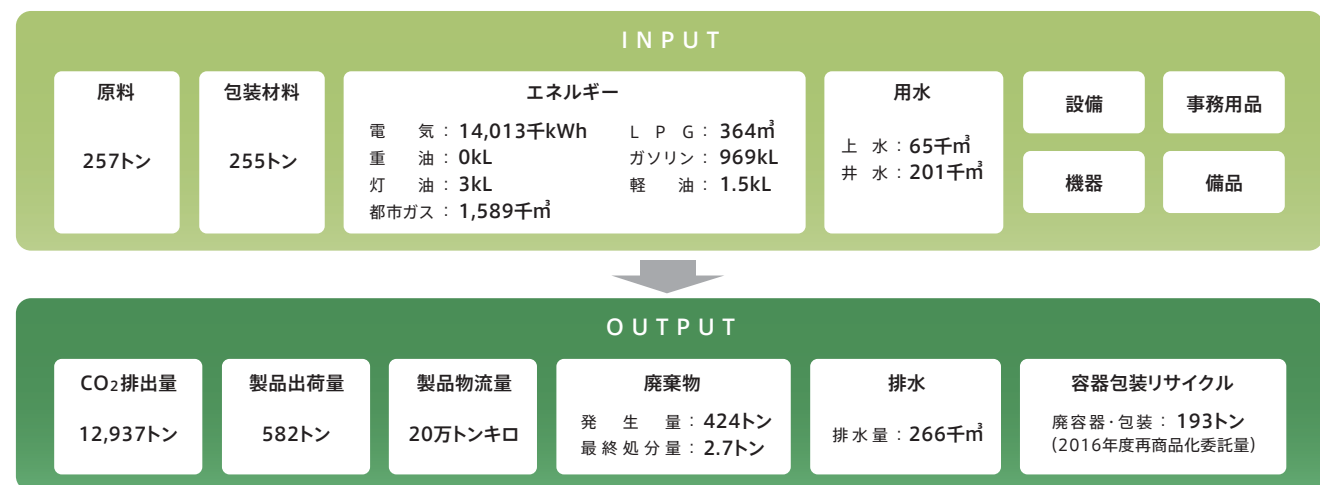 INPUT
原料
257トン
包装材料
255トン
エネルギー
電気：14,013千kWh
重油：0kL
灯油：3kL
都市ガス：1,589千㎥
LPG：364㎥
ガソリン：969kL
軽油：1.5kL
用水
上水：65千㎥
井水：201千㎥
設備
事務用品
機器
備品
OUTPUT
CO2排出量
12,937トン
製品出荷量
582トン
製品物流量
20万トンキロ
廃棄物
発生量：424トン
最終処分量：2.7トン
排水
排水量：266千㎥
容器包装リサイクル
廃容器・包装：193トン
(2016年度再商品化委託量)